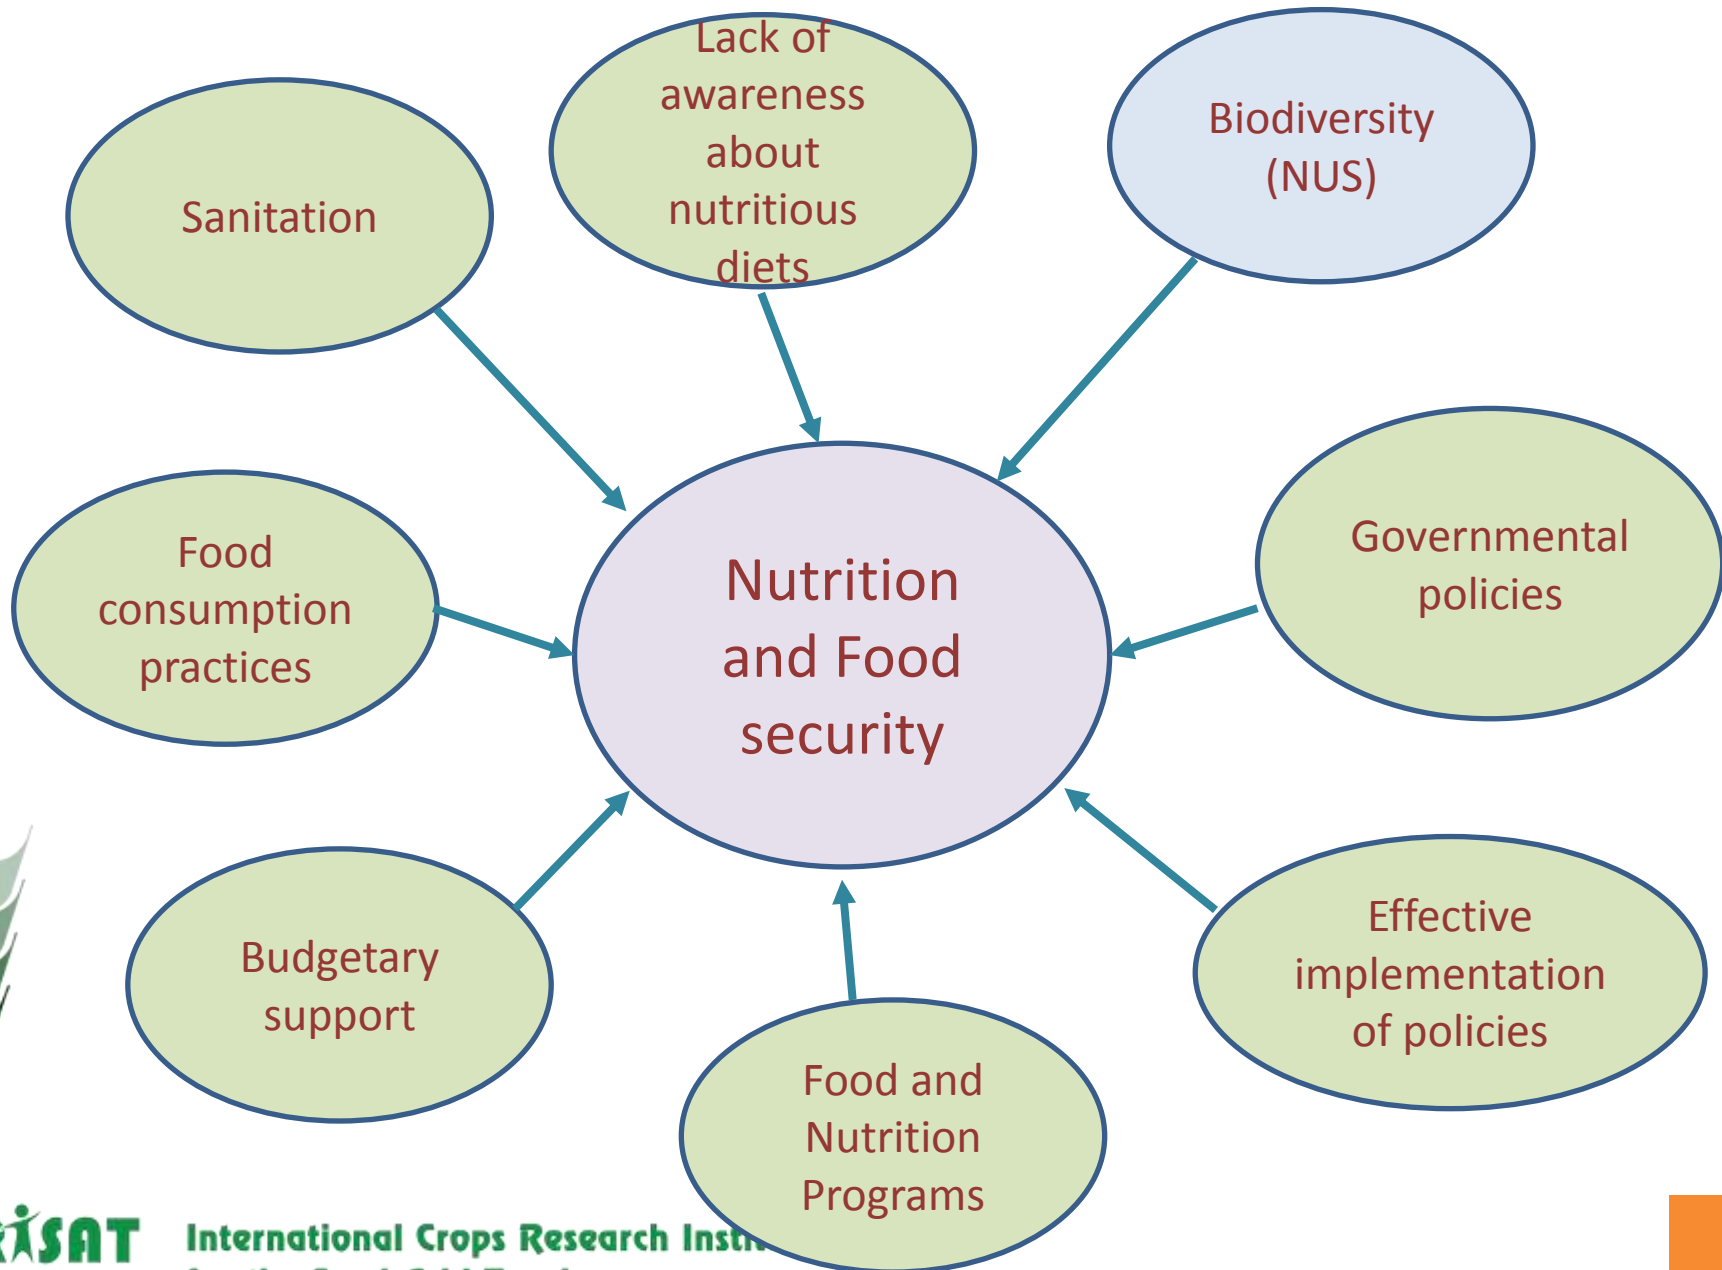 Lack of
awareness
about
nutritious
diets
Biodiversity
(NUS)
Sanitation
Governmental
policies
Food
consumption
practices
Nutrition
and Food
security
Effective
implementation
of policies
Budgetary
support
Food and
Nutrition
Programs
International Crops Research